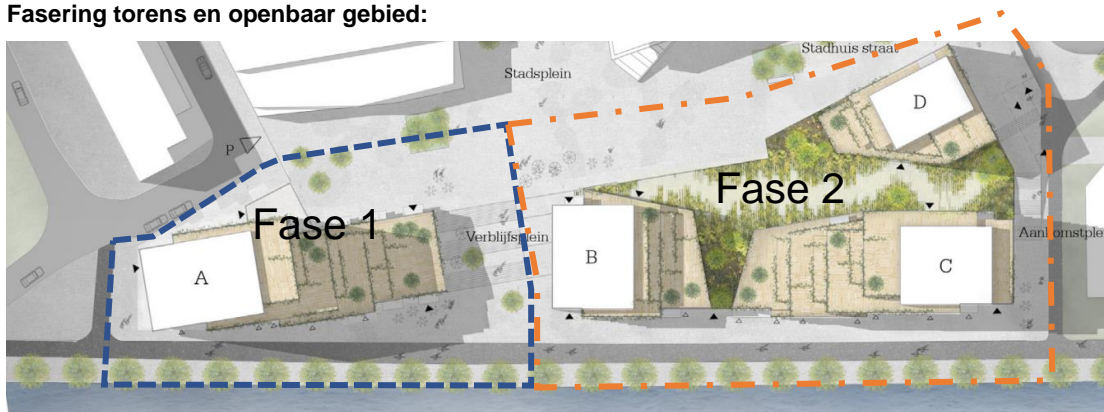 Fasering torens en openbaar gebied:
Stadhuis straat
Stadsplein
D
P
Fase 2
Fase 1
Verblijfsplein
B
Aankomstple
C
A